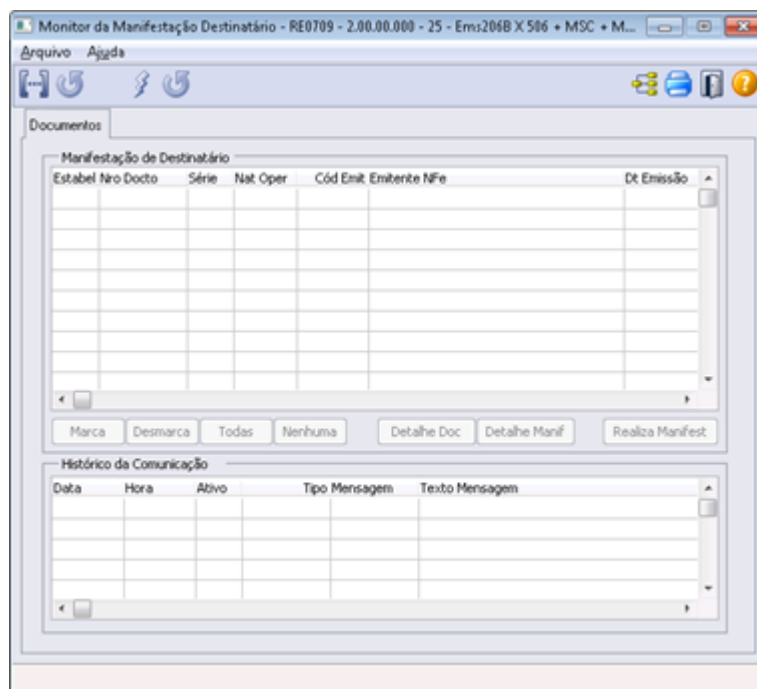 Monitor da Manifestação Destinatário - RE0709 - 2.00.00.000 - 25 - Ems206B X 506 + MSC + M...
Arquivo Ajuda
Documentos
Manifestação de Destinatário
Estabel Nro Docto Série Nat Oper Cód Emit Emitente NFe Dt Emissão
Marca Desmarca Todas Nenhuma Detalhe Doc Detalhe Manif Realiza Manifest
Histórico da Comunicação
Data Hora Ativo Tipo Mensagem Texto Mensagem